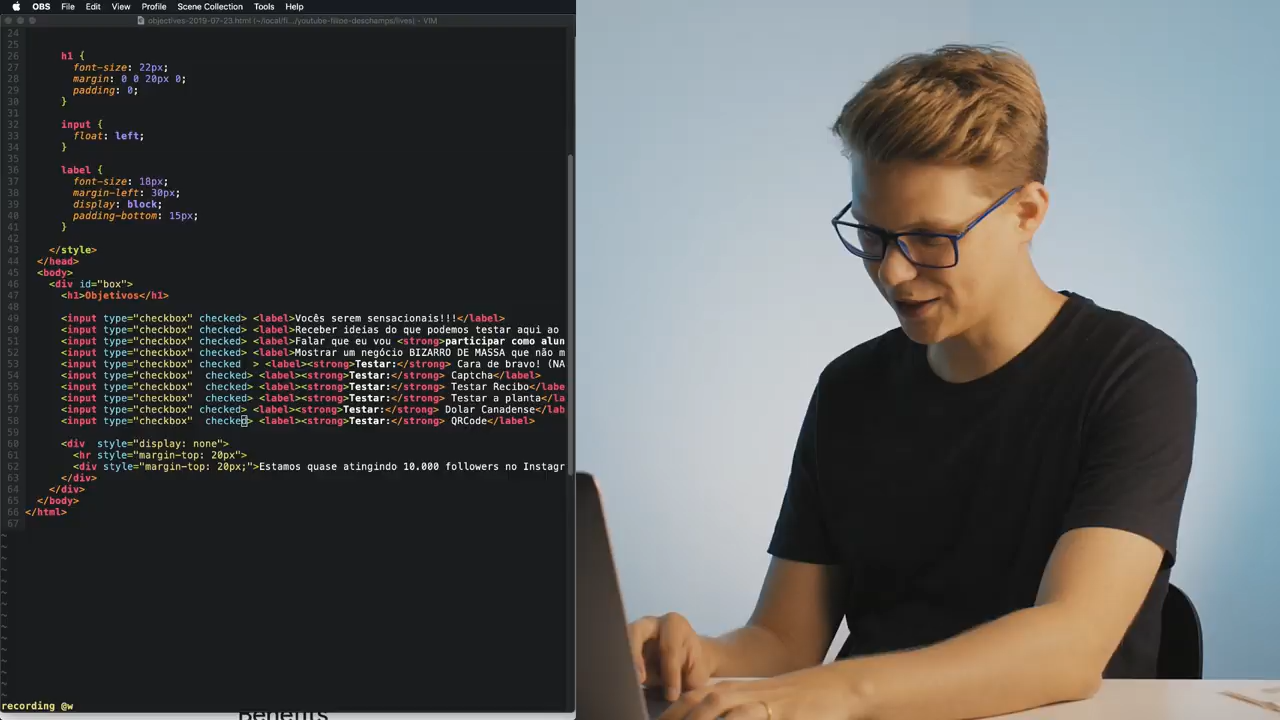 OBS File Edit View Profile Scene Collection Tools Help
objectives-2019-07-23.html (~/local/fi.../youtube-filipe-deschamps/lives) - VIM
24
25
26 h1 {
27 font-size: 22px;
28 margin: 0 0 20px 0;
29 padding: 0;
30 }
31
32 input {
33 float: left;
34 }
35
36 label {
37 font-size: 18px;
38 margin-left: 30px;
39 display: block;
40 padding-bottom: 15px;
41 }
42
43 </style>
44 </head>
45 <body>
46 <div id="box">
47 <h1>Objetivos</h1>
48
49 <input type="checkbox" checked> <label>Vocês serem sensacionais!!!</label>
50 <input type="checkbox" checked> <label>Receber ideias do que podemos testar aqui ao
51 <input type="checkbox" checked> <label>Falar que eu vou <strong>participar como alun
52 <input type="checkbox" checked> <label>Mostrar um negócio BIZARRO DE MASSA que não m
53 <input type="checkbox" checked > <label><strong>Testar:</strong> Cara de bravo! (NA
54 <input type="checkbox" checked> <label><strong>Testar:</strong> Captcha</label>
55 <input type="checkbox" checked> <label><strong>Testar:</strong> Testar Recibo</labe
56 <input type="checkbox" checked> <label><strong>Testar:</strong> Testar a planta</lab
57 <input type="checkbox" checked> <label><strong>Testar:</strong> Dolar Canadense</lab
58 <input type="checkbox" checked> <label><strong>Testar:</strong> QRCode</label>
59
60 <div style="display: none">
61 <hr style="margin-top: 20px">
62 <div style="margin-top: 20px;">Estamos quase atingindo 10.000 followers no Instagr
63 </div>
64 </div>
65 </body>
66 </html>
67
recording @w
Benefits